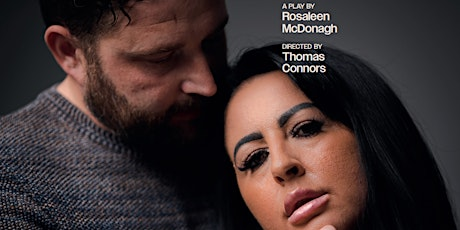 A PLAY BY
Rosaleen
McDonagh
DIRECTED BY
Thomas
Connors